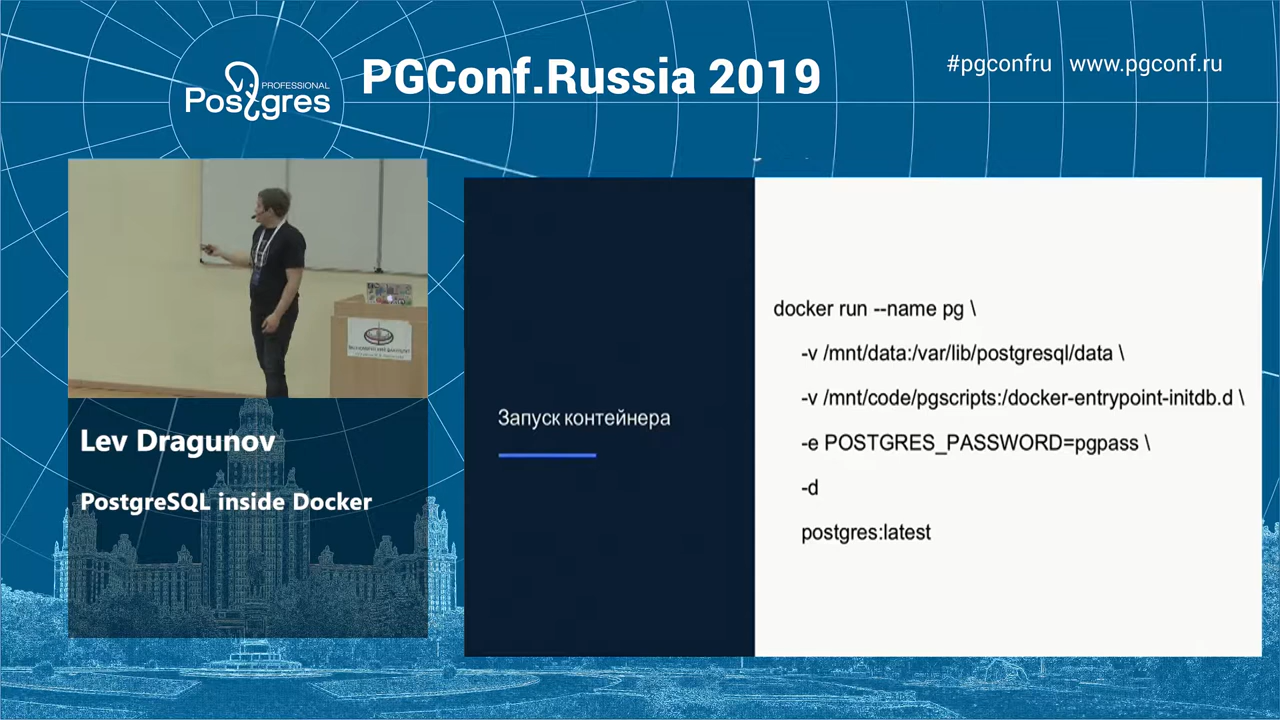 PROFESSIONAL
Postgres
PGConf.Russia 2019
#pgconfru www.pgconf.ru
Lev Dragunov
PostgreSQL inside Docker
Запуск контейнера
docker run --name pg \
-v /mnt/data:/var/lib/postgresql/data \
-v /mnt/code/pgscripts:/docker-entrypoint-initdb.d \
-e POSTGRES_PASSWORD=pgpass \
-d
postgres:latest